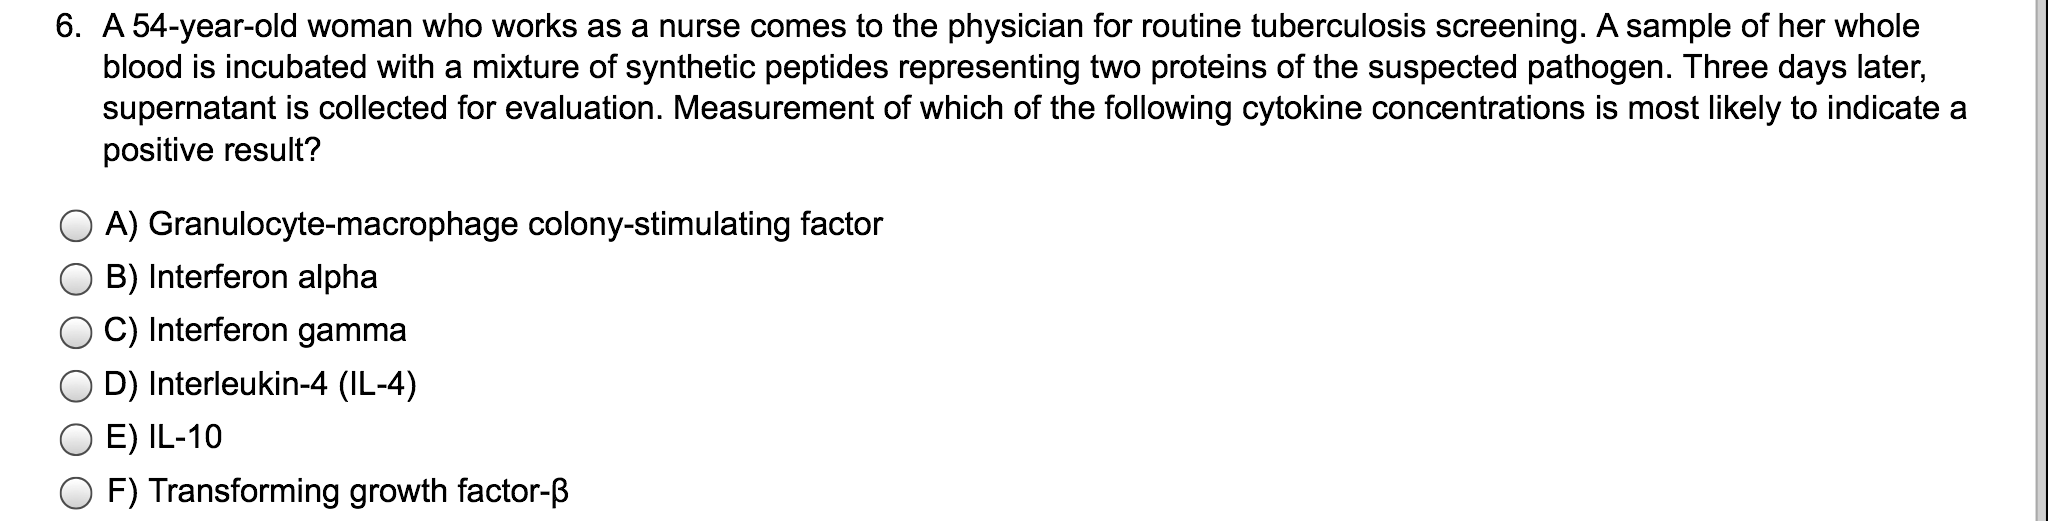 6. A 54-year-old woman who works as a nurse comes to the physician for routine tuberculosis screening. A sample of her whole
blood is incubated with a mixture of synthetic peptides representing two proteins of the suspected pathogen. Three days later,
supernatant is collected for evaluation. Measurement of which of the following cytokine concentrations is most likely to indicate a
positive result?
A) Granulocyte-macrophage colony-stimulating factor
B) Interferon alpha
C) Interferon gamma
D) Interleukin-4 (IL-4)
E) IL-10
F) Transforming growth factor-β